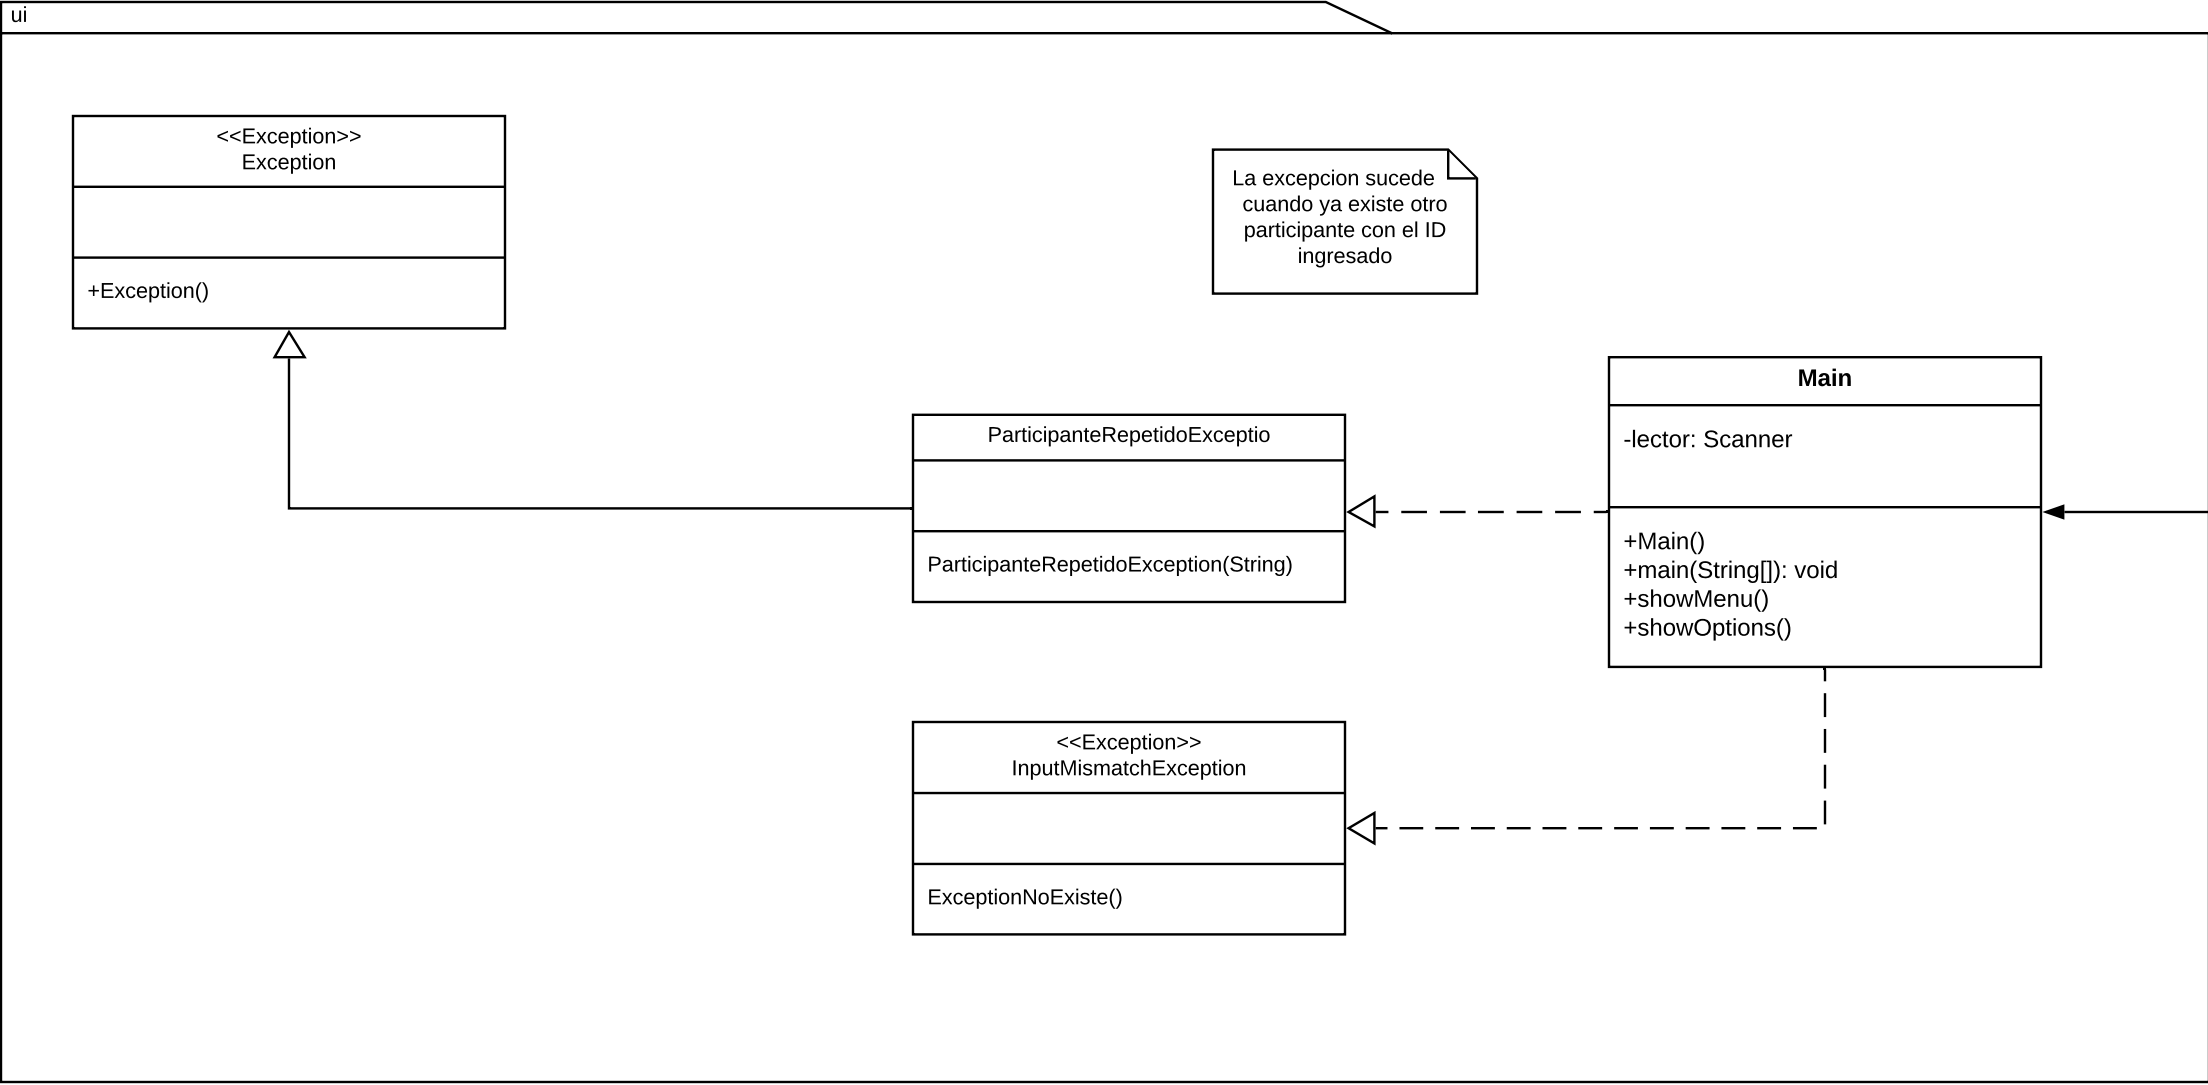 ui
<<Exception>>
Exception
+Exception()
La excepcion sucede
cuando ya existe otro
participante con el ID
ingresado
Main
-lector: Scanner
+Main()
+main(String[]): void
+showMenu()
+showOptions()
ParticipanteRepetidoExceptio
ParticipanteRepetidoException(String)
<<Exception>>
InputMismatchException
ExceptionNoExiste()